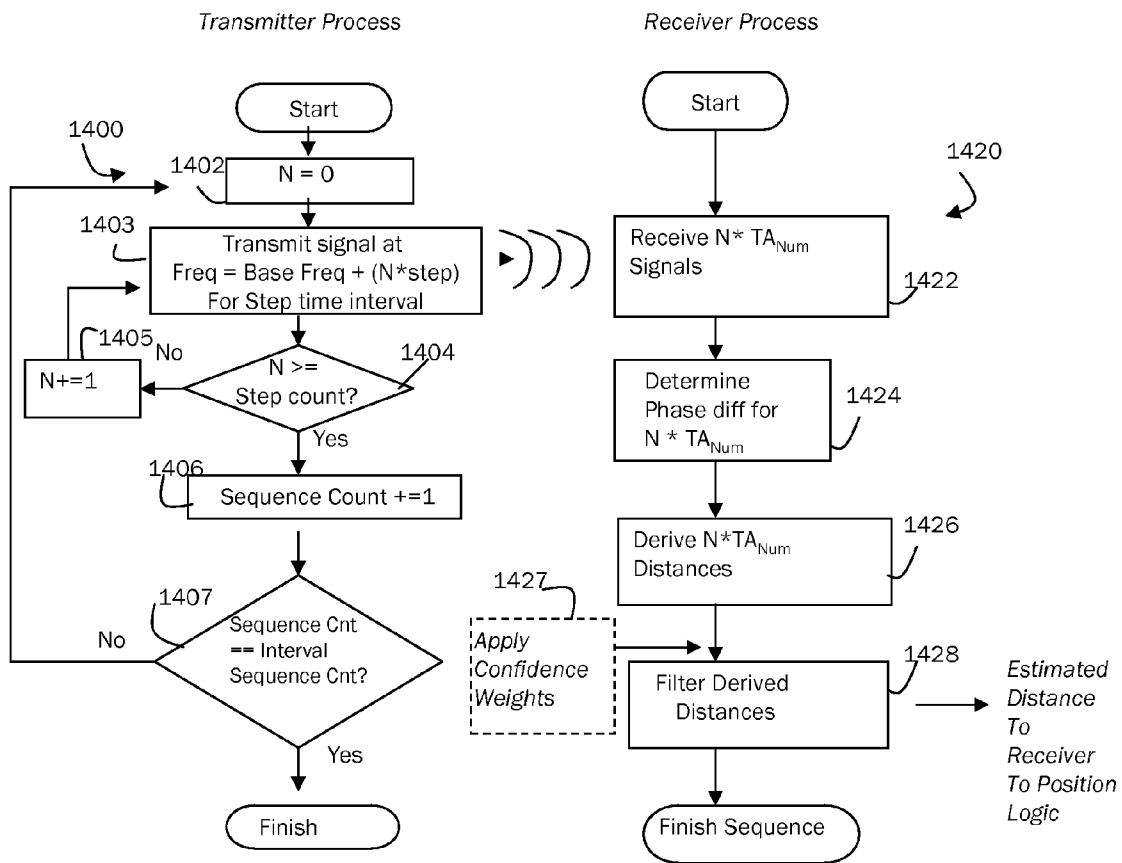 Transmitter Process
Receiver Process
Start
1400
1402
N = 0
1403
Transmit signal at
Freq = Base Freq + (N*step)
For Step time interval
1405
No
N+=1
1404
N >=
Step count?
Yes
1406
Sequence Count +=1
1407
No
Sequence Cnt
== Interval
Sequence Cnt?
Yes
Finish
Start
1420
Receive N* TANum
Signals
1422
Determine
Phase diff for
N * TANum
1424
Derive N*TANum
Distances
1426
1427
Apply
Confidence
Weights
1428
Filter Derived
Distances
Estimated
Distance
To
Receiver
To Position
Logic
Finish Sequence